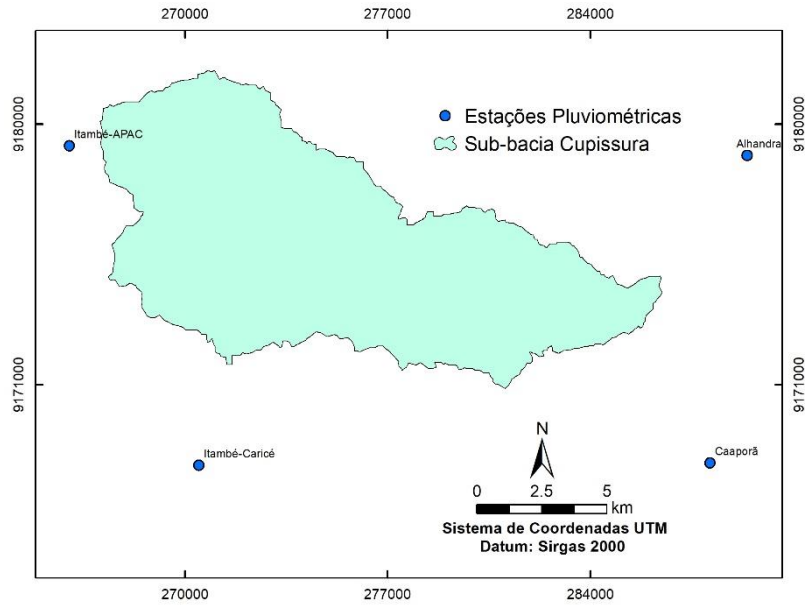 270000 277000 284000
Estações Pluviométricas
Sub-bacia Cupissura
9180000 9180000
Itambé-APAC
Alhandra
9171000 9171000
Itambé-Caricé
Caaporã
N
0 2.5 5
km
Sistema de Coordenadas UTM
Datum: Sirgas 2000
270000 277000 284000